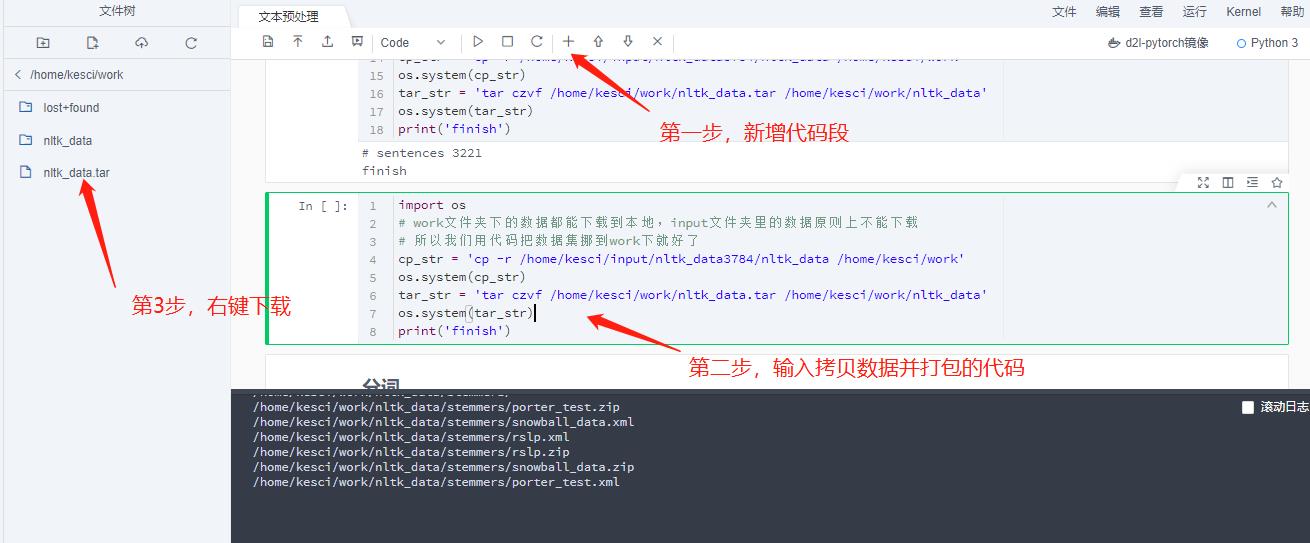 文件树
文本预处理
文件 编辑 查看 运行 Kernel 帮助
Code
d2l-pytorch镜像 Python 3
/home/kesci/work
lost+found
nltk_data
nltk_data.tar
15 os.system(cp_str)
16 tar_str = 'tar czvf /home/kesci/work/nltk_data.tar /home/kesci/work/nltk_data'
17 os.system(tar_str)
18 print('finish')
第一步，新增代码段
# sentences 3221
finish
In [ ]:
1 import os
2 # work文件夹下的数据都能下载到本地，input文件夹里的数据原则上不能下载
3 # 所以我们用代码把数据集挪到work下就好了
4 cp_str = 'cp -r /home/kesci/input/nltk_data3784/nltk_data /home/kesci/work'
5 os.system(cp_str)
6 tar_str = 'tar czvf /home/kesci/work/nltk_data.tar /home/kesci/work/nltk_data'
7 os.system(tar_str)
8 print('finish')
第3步，右键下载
第二步，输入拷贝数据并打包的代码
分词
滚动日志
/home/kesci/work/nltk_data/stemmers/porter_test.zip
/home/kesci/work/nltk_data/stemmers/snowball_data.xml
/home/kesci/work/nltk_data/stemmers/rslp.xml
/home/kesci/work/nltk_data/stemmers/rslp.zip
/home/kesci/work/nltk_data/stemmers/snowball_data.zip
/home/kesci/work/nltk_data/stemmers/porter_test.xml